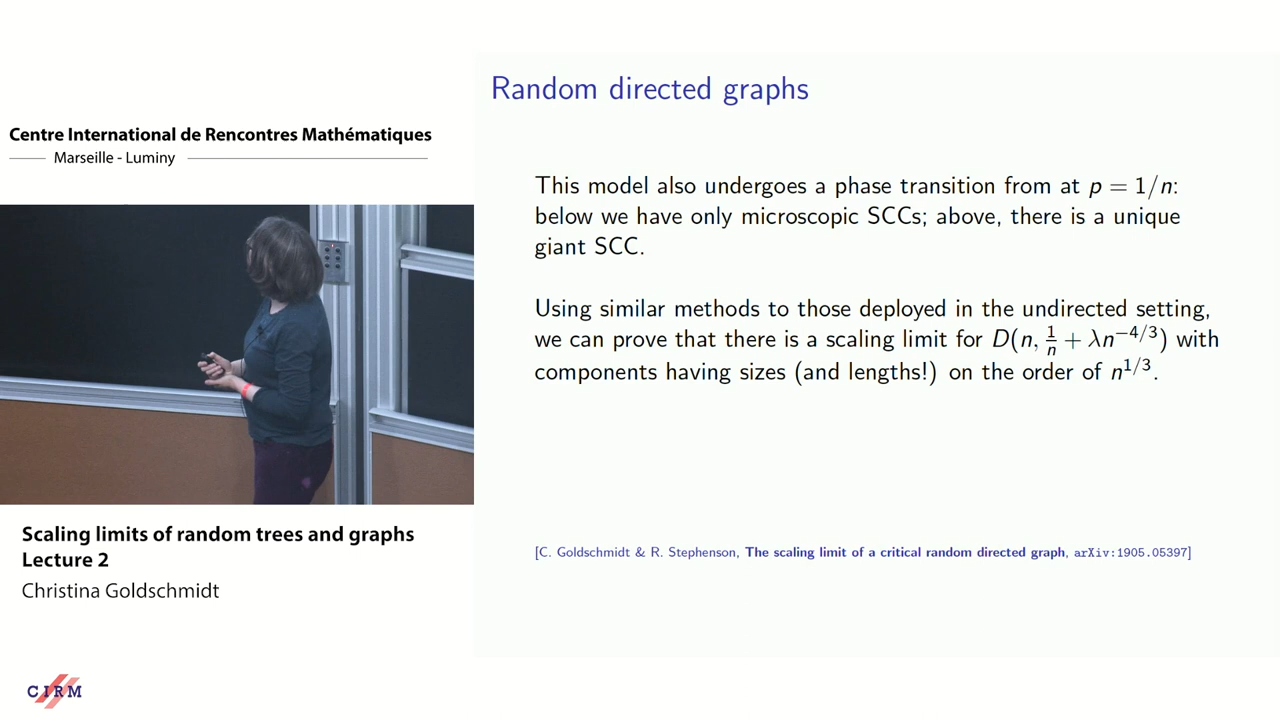 Centre International de Rencontres Mathématiques
Marseille - Luminy
Scaling limits of random trees and graphs
Lecture 2
Christina Goldschmidt
CIRM
Random directed graphs
This model also undergoes a phase transition from at p = 1/n:
below we have only microscopic SCCs; above, there is a unique
giant SCC.
Using similar methods to those deployed in the undirected setting,
we can prove that there is a scaling limit for D(n, 1/n + λn^{-4/3}) with
components having sizes (and lengths!) on the order of n^{1/3}.
[C. Goldschmidt & R. Stephenson, The scaling limit of a critical random directed graph, arXiv:1905.05397]